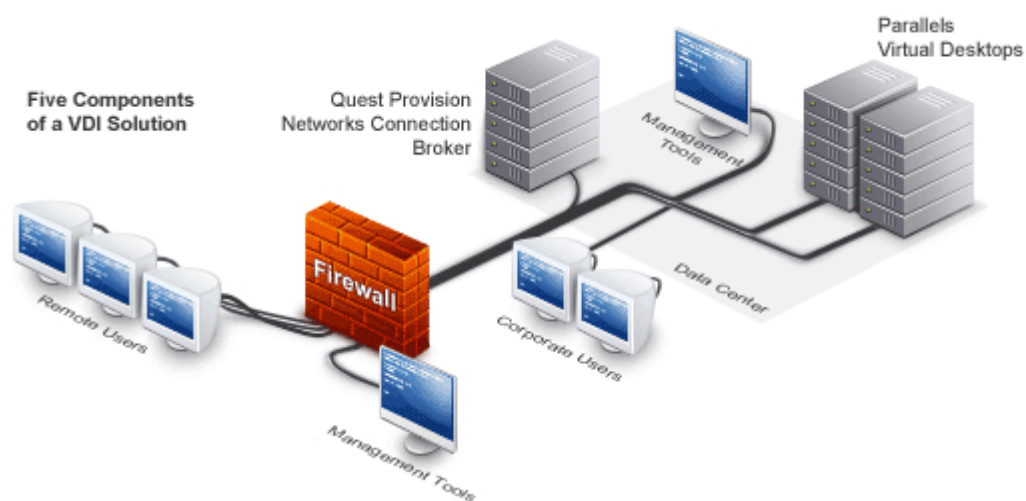 Five Components
of a VDI Solution
Quest Provision
Networks Connection
Broker
Management
Tools
Parallels
Virtual Desktops
Firewall
Remote Users
Data Center
Corporate Users
Management Tools